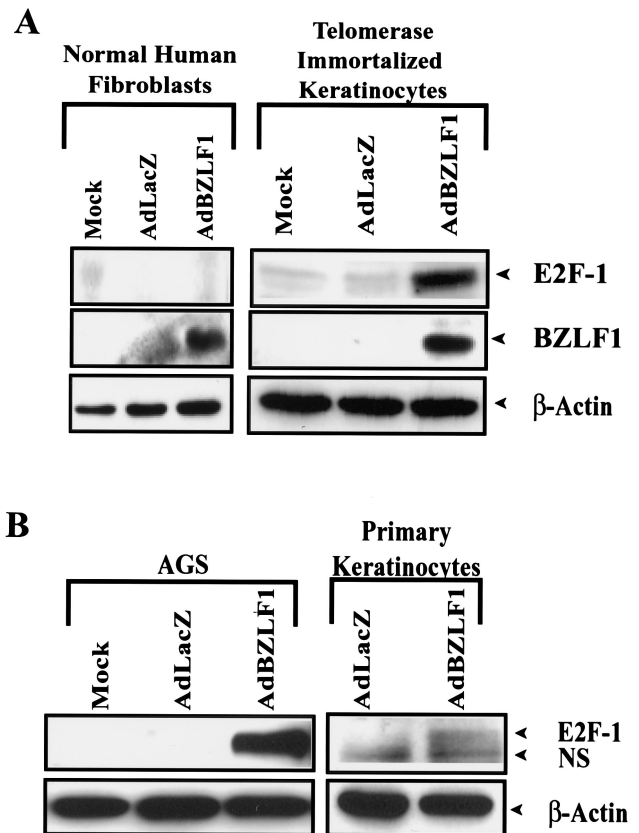 A
Normal Human
Fibroblasts
Telomerase
Immortalized
Keratinocytes
Mock
AdLacZ
AdBZLF1
Mock
AdLacZ
AdBZLF1
E2F-1
BZLF1
β-Actin
B
AGS
Primary
Keratinocytes
Mock
AdLacZ
AdBZLF1
AdLacZ
AdBZLF1
E2F-1
NS
β-Actin